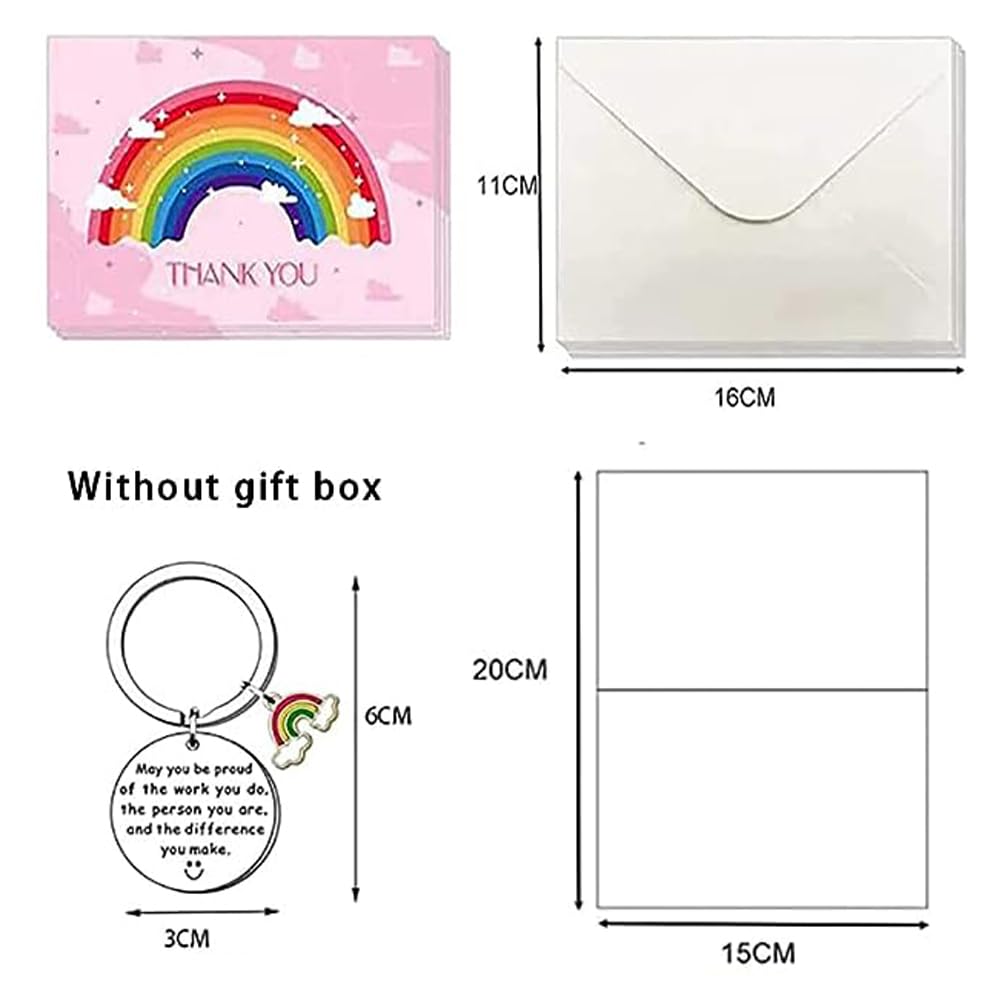 THANK YOU
11CM
16CM
Without gift box
20CM
6CM
May you be proud
of the work you do,
the person you are,
and the difference
you make.
3CM
15CM